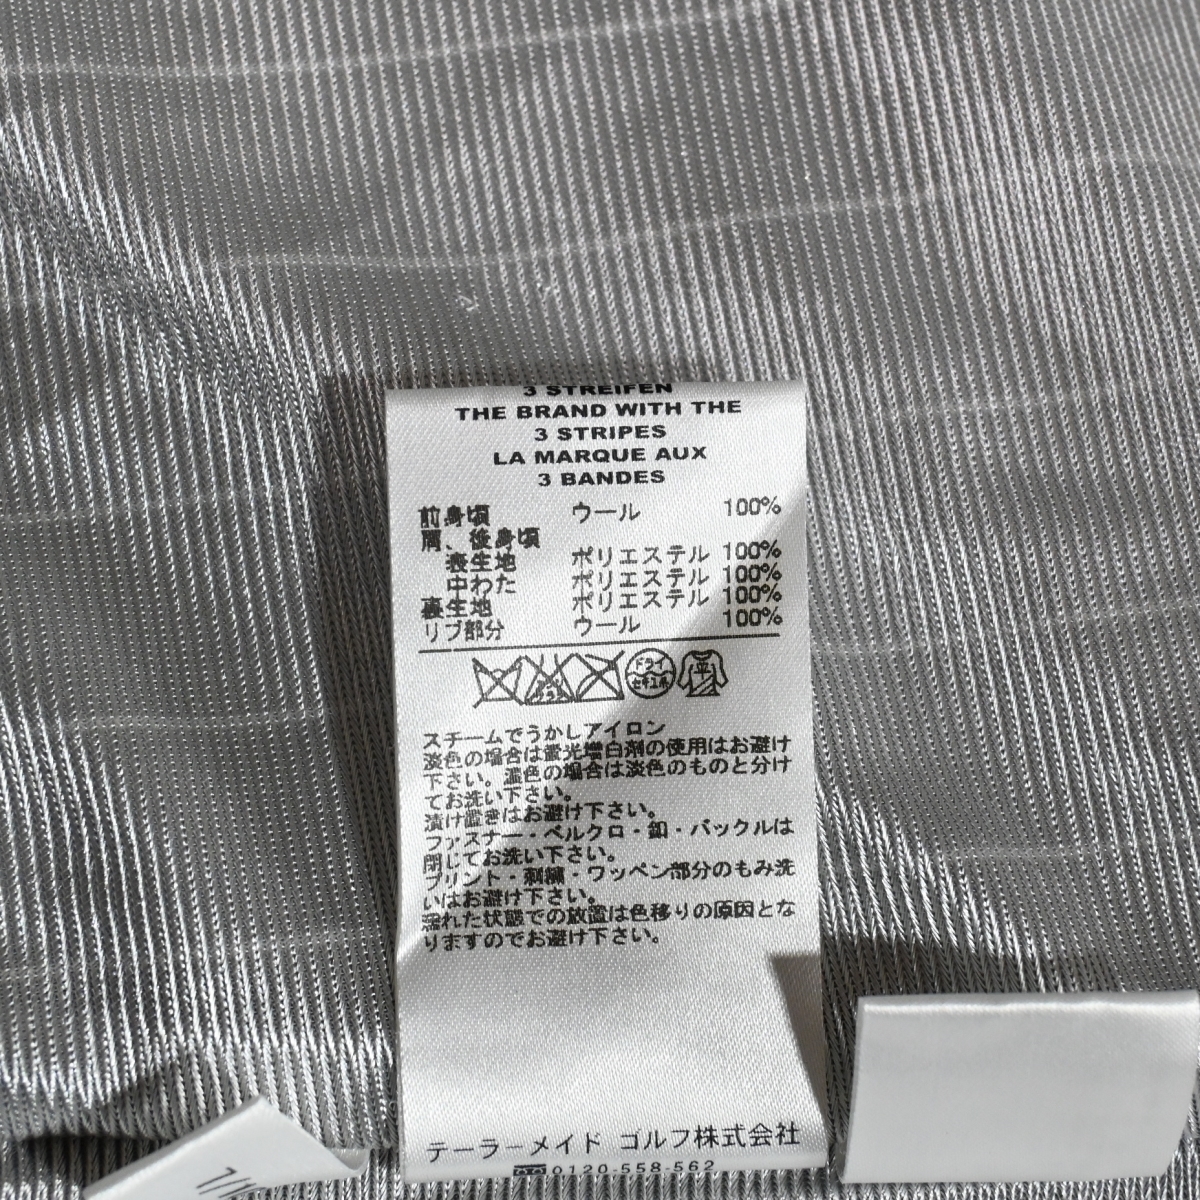 3 STREIFEN
THE BRAND WITH THE
3 STRIPES
LA MARQUE AUX
3 BANDES
前身頃 ウール 100%
肩、後身頃
表生地 ポリエステル 100%
中わた ポリエステル 100%
裏生地 ポリエステル 100%
リブ部分 ウール 100%
ドライ 平
セキユ系
スチームでうかしアイロン
淡色の場合は蛍光増白剤の使用はお避け
下さい。濃色の場合は淡色のものと分け
てお洗い下さい。
漬け置きはお避け下さい。
ファスナー・ベルクロ・釦・バックルは
閉じてお洗い下さい。
プリント・刺繍・ワッペン部分のもみ洗
いはお避け下さい。
濡れた状態での放置は色移りの原因とな
りますのでお避け下さい。
テーラーメイド ゴルフ株式会社
0120-558-562